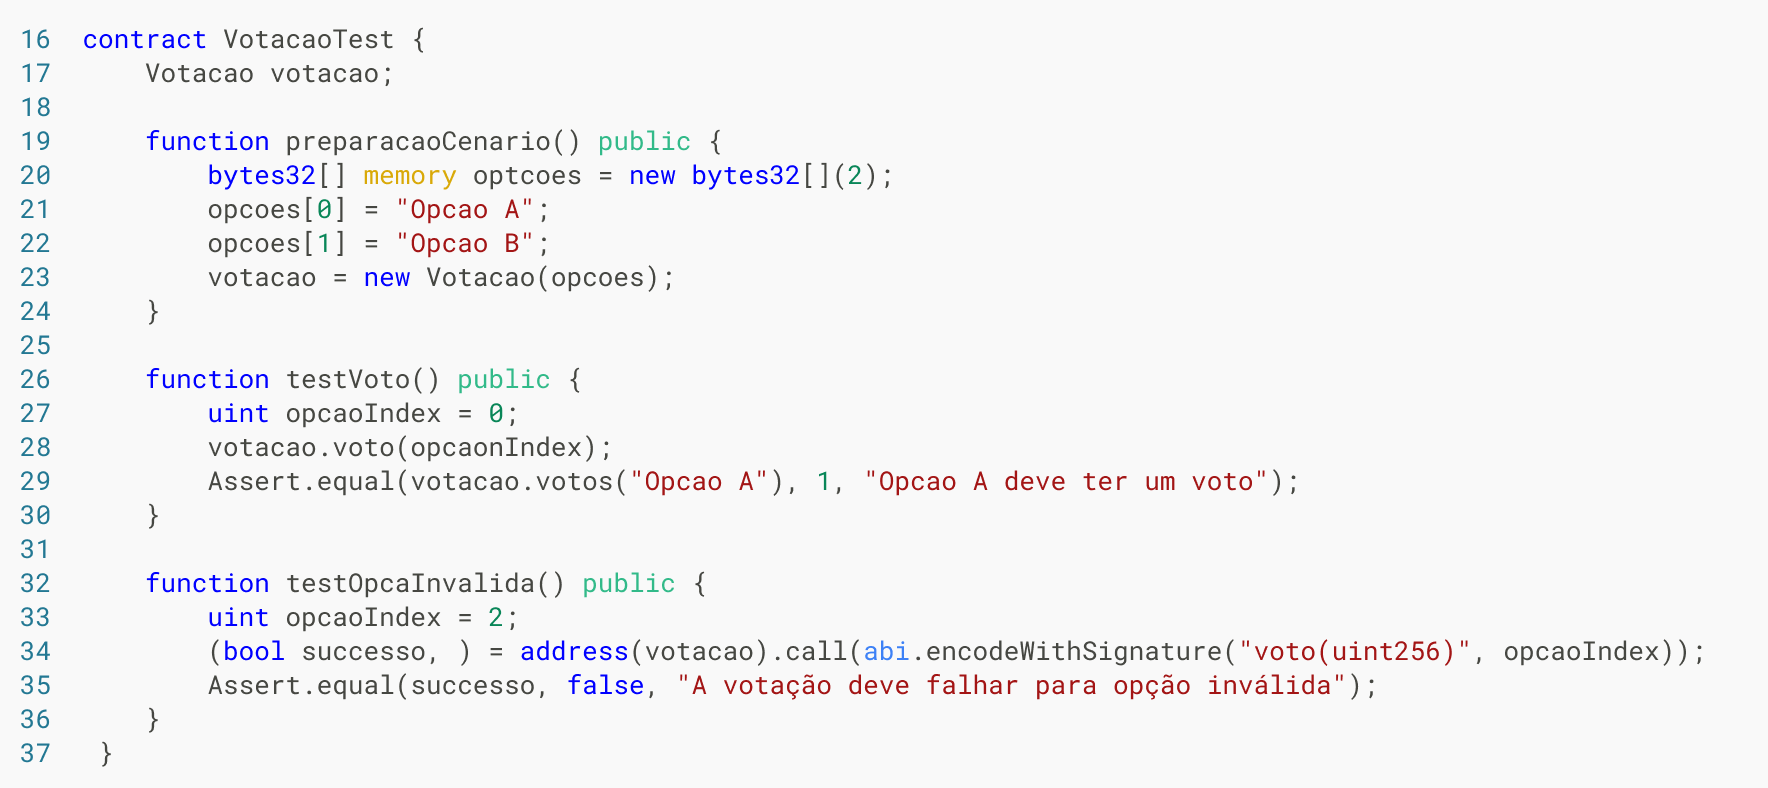 16 contract VotacaoTest {
17 Votacao votacao;
18
19 function preparacaoCenario() public {
20 bytes32[] memory optcoes = new bytes32[](2);
21 opcoes[0] = "Opcao A";
22 opcoes[1] = "Opcao B";
23 votacao = new Votacao(opcoes);
24 }
25
26 function testVoto() public {
27 uint opcaoIndex = 0;
28 votacao.voto(opcaonIndex);
29 Assert.equal(votacao.votos("Opcao A"), 1, "Opcao A deve ter um voto");
30 }
31
32 function testOpcaInvalida() public {
33 uint opcaoIndex = 2;
34 (bool successo, ) = address(votacao).call(abi.encodeWithSignature("voto(uint256)", opcaoIndex));
35 Assert.equal(successo, false, "A votação deve falhar para opção inválida");
36 }
37 }